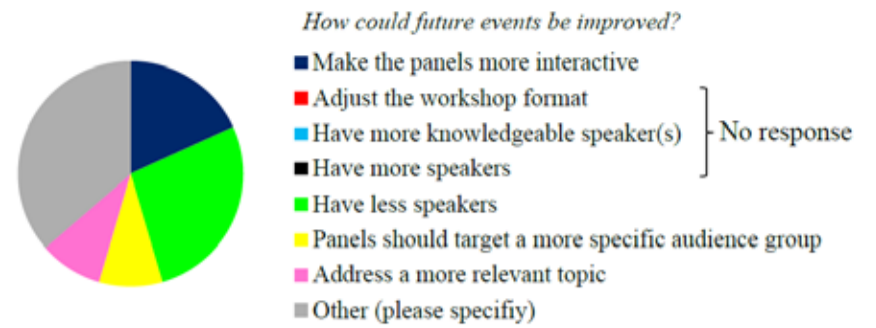 How could future events be improved?
Make the panels more interactive
Adjust the workshop format
Have more knowledgeable speaker(s)
No response
Have more speakers
Have less speakers
Panels should target a more specific audience group
Address a more relevant topic
Other (please specifiy)